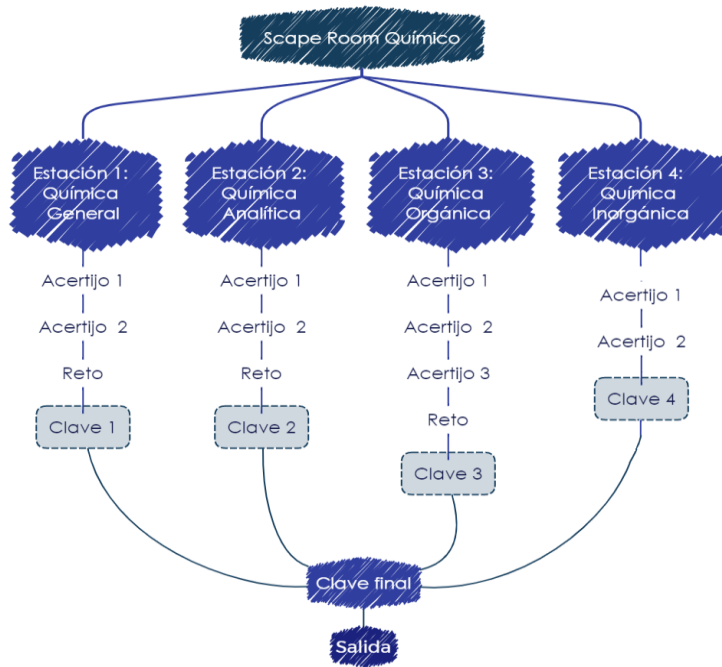 Scape Room Químico
Estación 1:
Química
General
Acertijo 1
Acertijo 2
Reto
Clave 1
Estación 2:
Química
Analítica
Acertijo 1
Acertijo 2
Reto
Clave 2
Estación 3:
Química
Orgánica
Acertijo 1
Acertijo 2
Acertijo 3
Reto
Clave 3
Estación 4:
Química
Inorgánica
Acertijo 1
Acertijo 2
Clave 4
Clave final
Salida